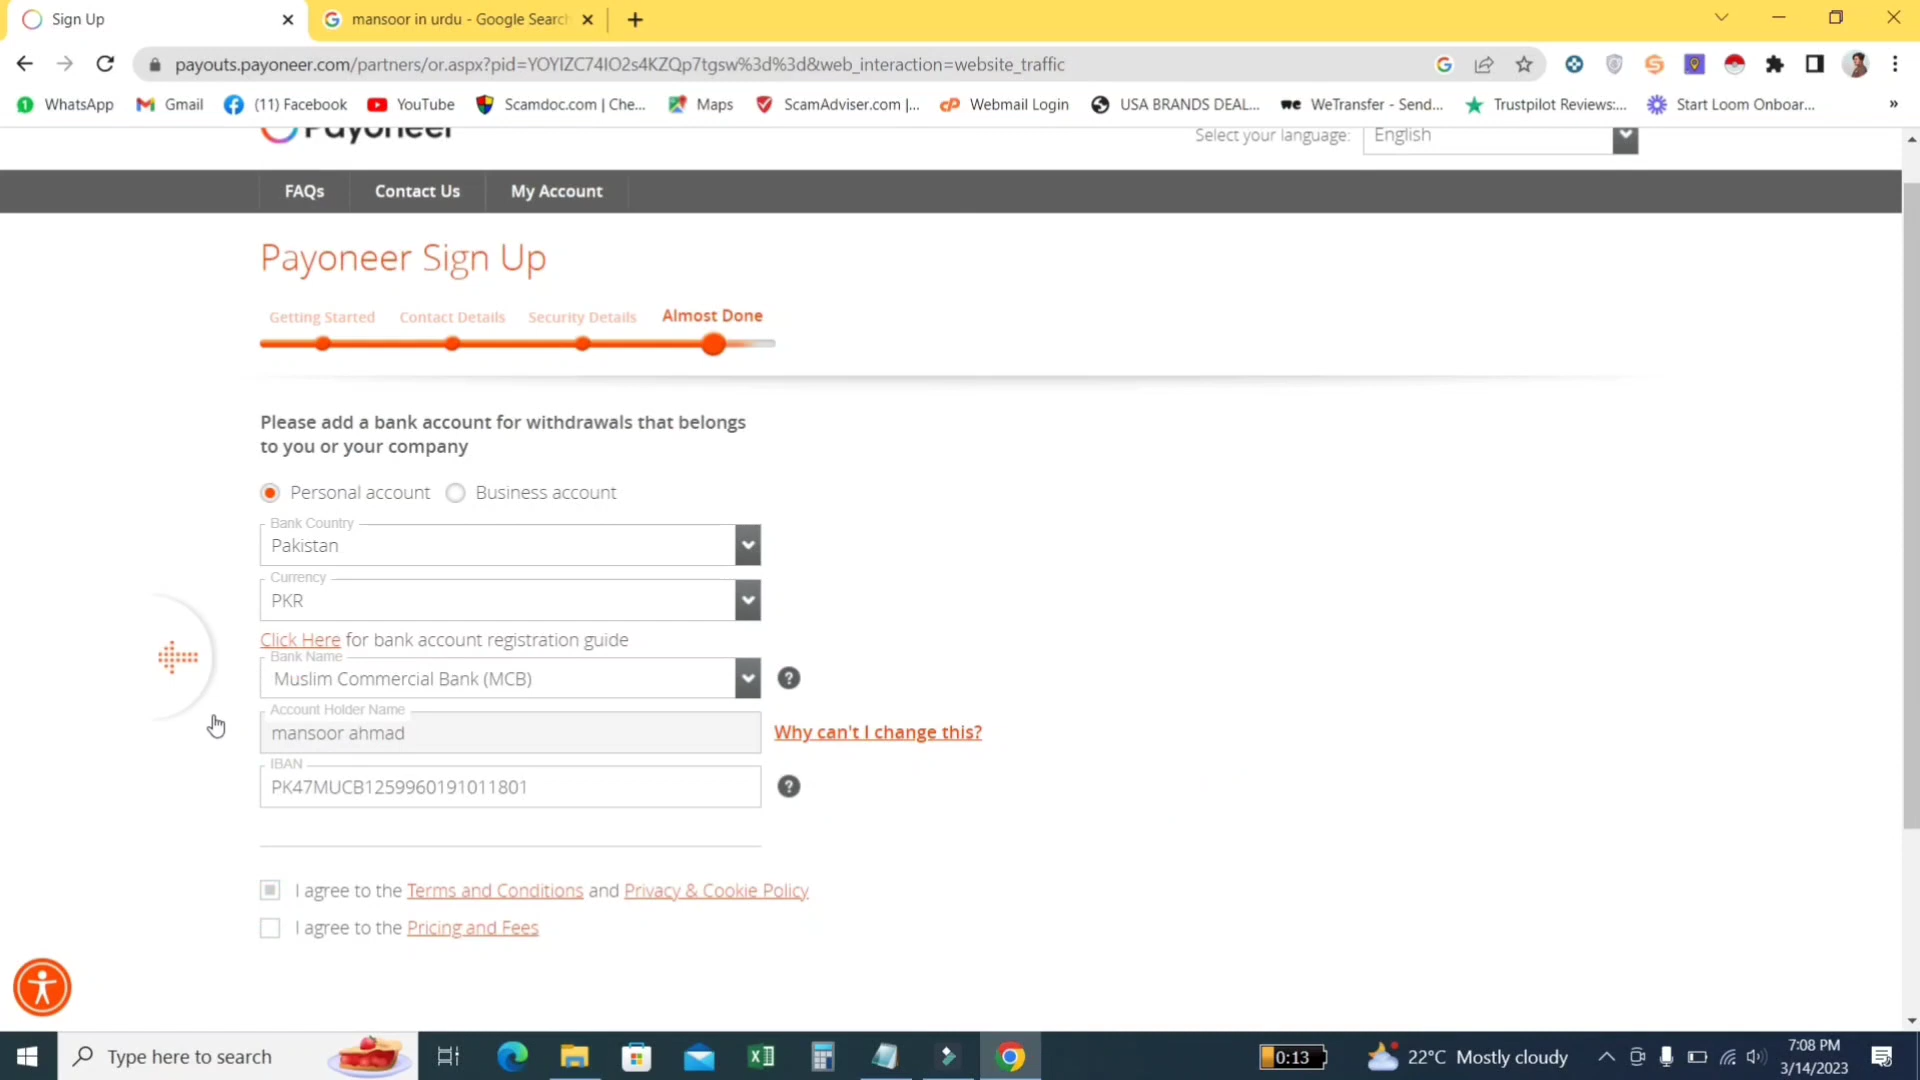 Sign Up
mansoor in urdu - Google Search
payouts.payoneer.com/partners/or.aspx?pid=YOYIZC74IO2s4KZQp7tgsw%3d%3d&web_interaction=website_traffic
WhatsApp Gmail (11) Facebook YouTube Scamdoc.com | Che... Maps ScamAdviser.com |... Webmail Login USA BRANDS DEAL... WeTransfer - Send... Trustpilot Reviews:... Start Loom Onboar... »
Payoneer
Select your language: English
FAQs Contact Us My Account
Payoneer Sign Up
Getting Started Contact Details Security Details Almost Done
Please add a bank account for withdrawals that belongs
to you or your company
Personal account Business account
Bank Country
Pakistan
Currency
PKR
Click Here for bank account registration guide
Bank Name
Muslim Commercial Bank (MCB)
Account Holder Name
mansoor ahmad
Why can't I change this?
IBAN
PK47MUCB1259960191011801
I agree to the Terms and Conditions and Privacy & Cookie Policy
I agree to the Pricing and Fees
Type here to search
0:13
22°C Mostly cloudy
7:08 PM
3/14/2023